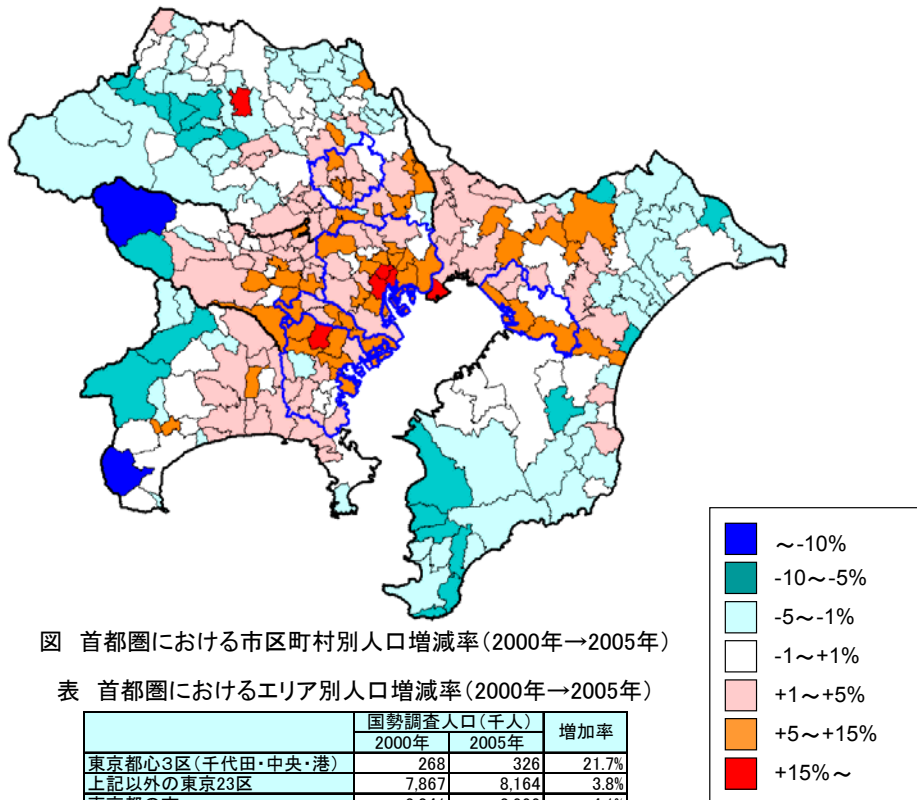 ~-10%
-10~-5%
-5~-1%
-1~+1%
+1~+5%
+5~+15%
+15%~
図 首都圏における市区町村別人口増減率(2000年→2005年)
表 首都圏におけるエリア別人口増減率(2000年→2005年)
国勢調査人口(千人) 増加率
2000年 2005年
東京都心3区(千代田・中央・港) 268 326 21.7%
上記以外の東京23区 7,867 8,164 3.8%